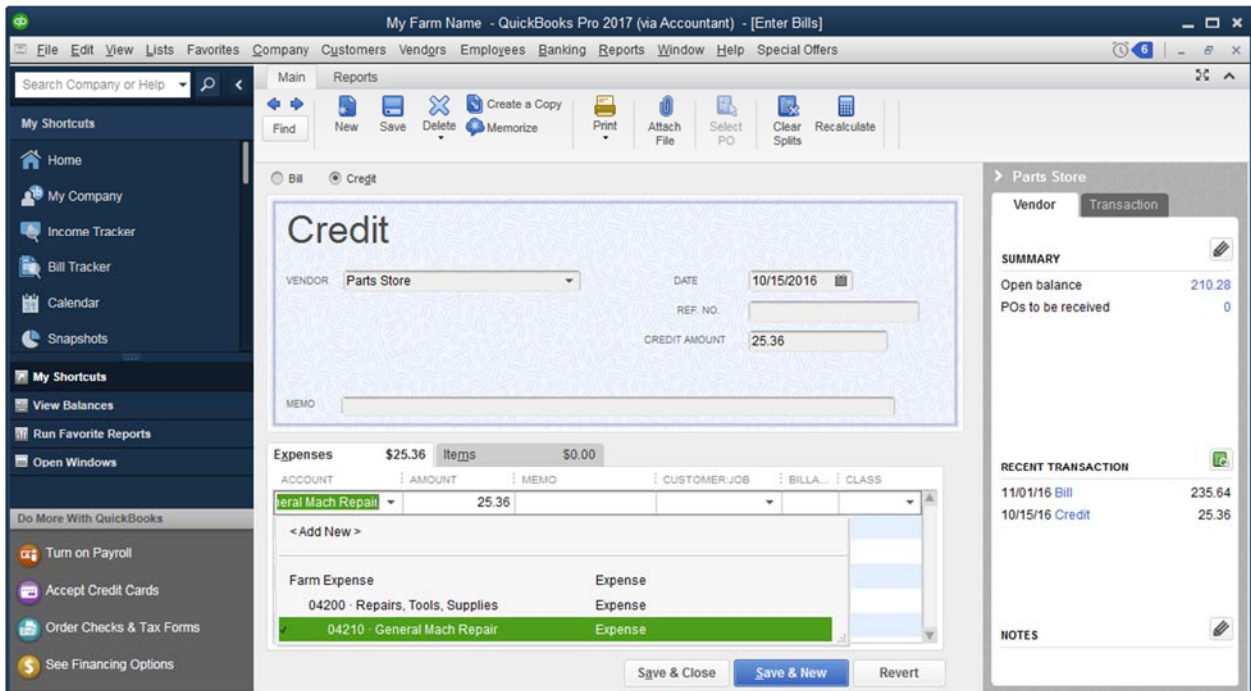 My Farm Name - QuickBooks Pro 2017 (via Accountant) - [Enter Bills]
File Edit View Lists Favorites Company Customers Vendors Employees Banking Reports Window Help Special Offers 6
Search Company or Help
My Shortcuts
Home
My Company
Income Tracker
Bill Tracker
Calendar
Snapshots
My Shortcuts
View Balances
Run Favorite Reports
Open Windows
Do More With QuickBooks
Turn on Payroll
Accept Credit Cards
Order Checks & Tax Forms
See Financing Options
Main Reports
Find
New
Save
Delete
Create a Copy
Memorize
Print
Attach
File
Select
PO
Clear
Splits
Recalculate
Bill Credit
Credit
VENDOR Parts Store
DATE 10/15/2016
REF. NO.
CREDIT AMOUNT 25.36
MEMO
Expenses $25.36 Items $0.00
ACCOUNT AMOUNT MEMO CUSTOMER:JOB BILLA... CLASS
neral Mach Repair 25.36
< Add New >
Farm Expense Expense
04200 · Repairs, Tools, Supplies Expense
04210 · General Mach Repair Expense
Save & Close Save & New Revert
Parts Store
Vendor Transaction
SUMMARY
Open balance 210.28
POs to be received 0
RECENT TRANSACTION
11/01/16 Bill 235.64
10/15/16 Credit 25.36
NOTES